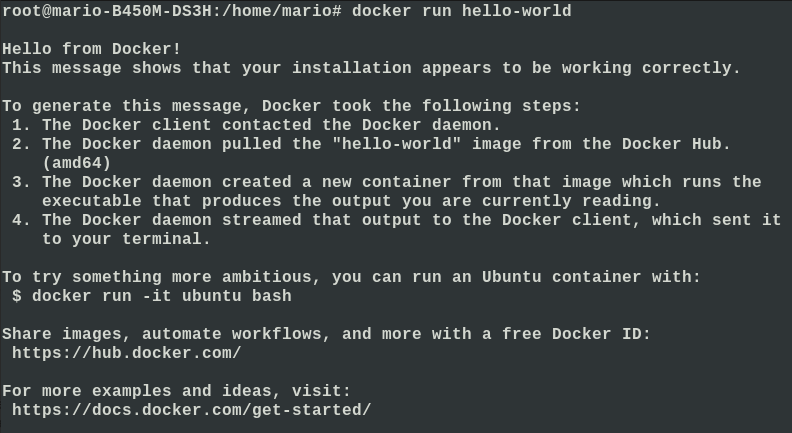 root@mario-B450M-DS3H:/home/mario# docker run hello-world
Hello from Docker!
This message shows that your installation appears to be working correctly.
To generate this message, Docker took the following steps:
1. The Docker client contacted the Docker daemon.
2. The Docker daemon pulled the "hello-world" image from the Docker Hub.
(amd64)
3. The Docker daemon created a new container from that image which runs the
executable that produces the output you are currently reading.
4. The Docker daemon streamed that output to the Docker client, which sent it
to your terminal.
To try something more ambitious, you can run an Ubuntu container with:
$ docker run -it ubuntu bash
Share images, automate workflows, and more with a free Docker ID:
https://hub.docker.com/
For more examples and ideas, visit:
https://docs.docker.com/get-started/